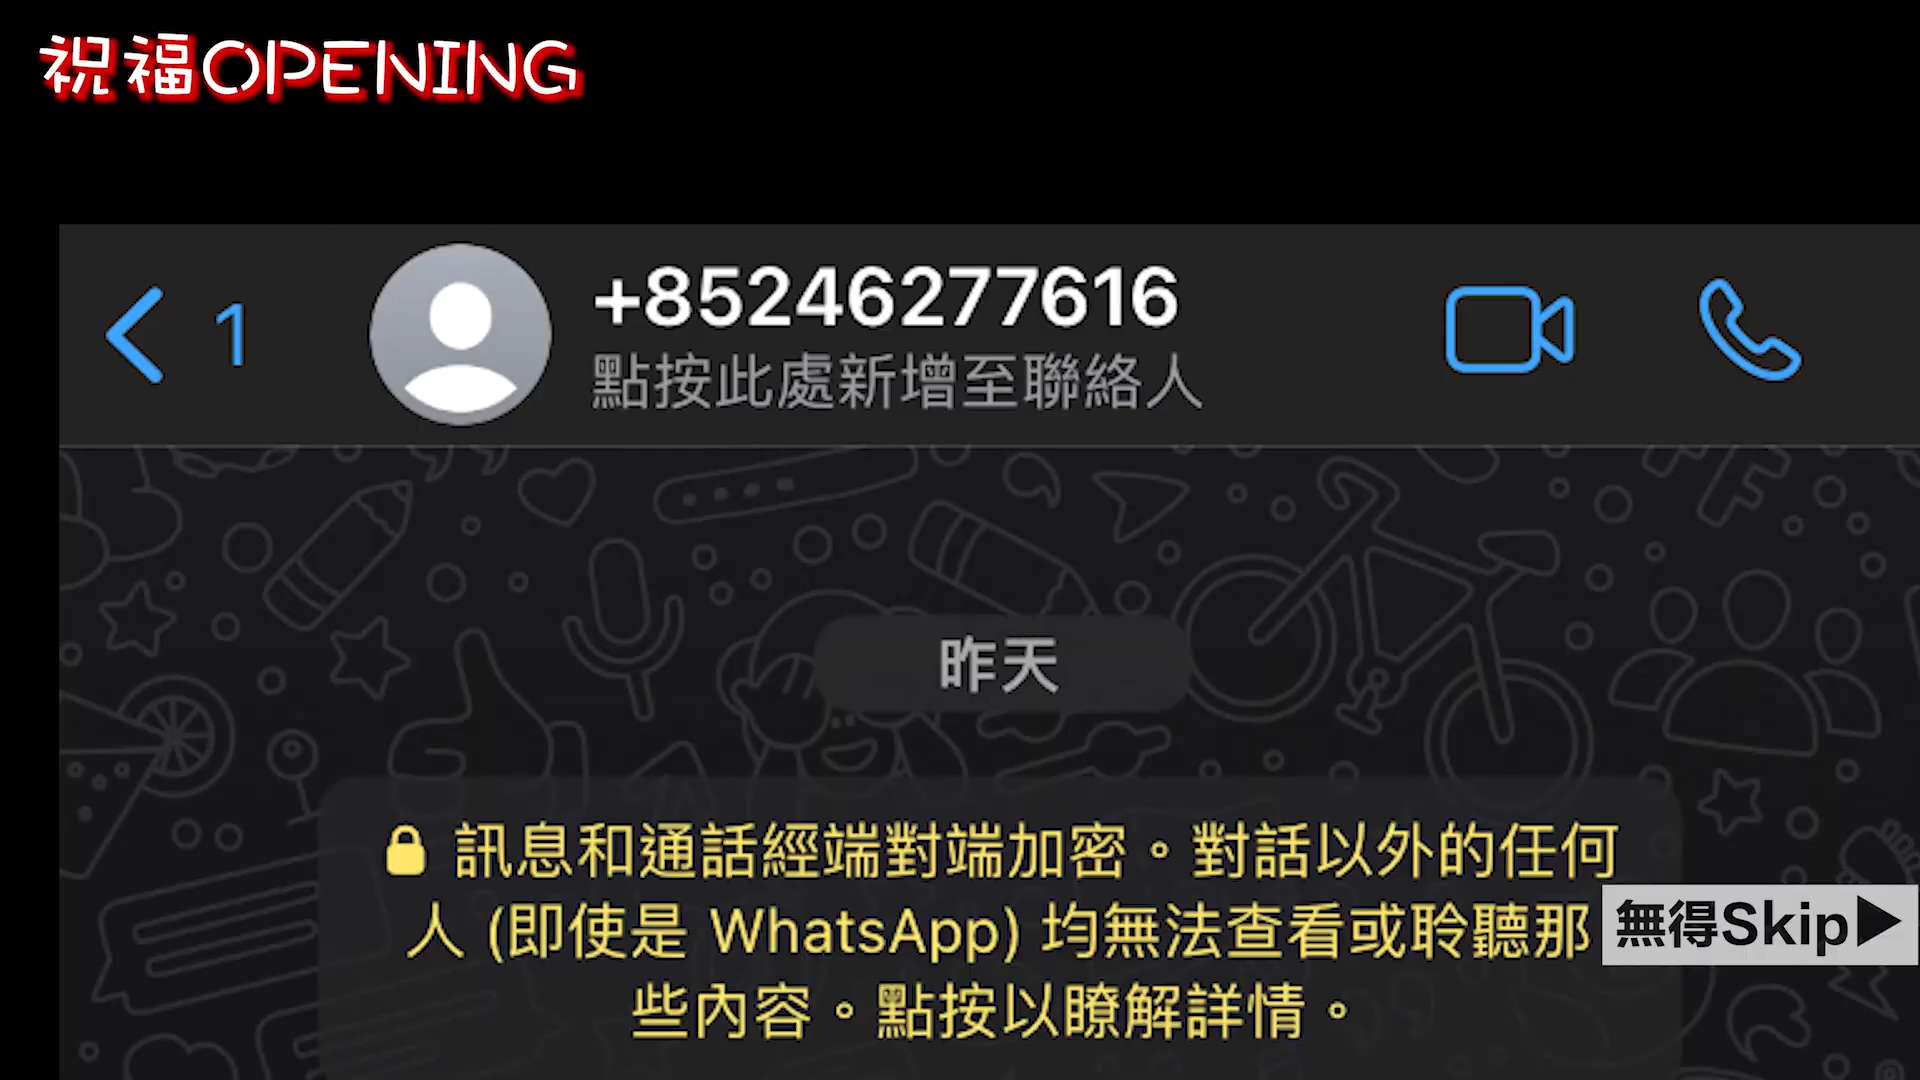 祝福OPENING
1
+85246277616
點按此處新增至聯絡人
昨天
訊息和通話經端對端加密。對話以外的任何
人 (即使是 WhatsApp) 均無法查看或聆聽那
無得Skip
些內容。點按以瞭解詳情。